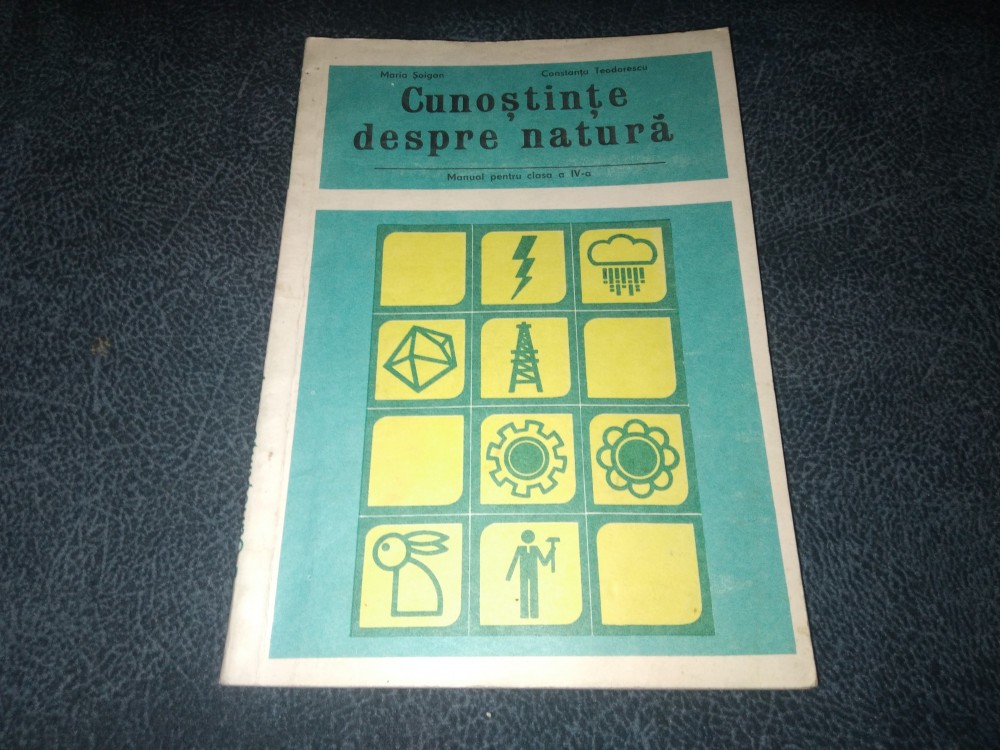 Maria Șoigan Constanța Teodorescu
Cunoștințe
despre natură
Manual pentru clasa a IV-a